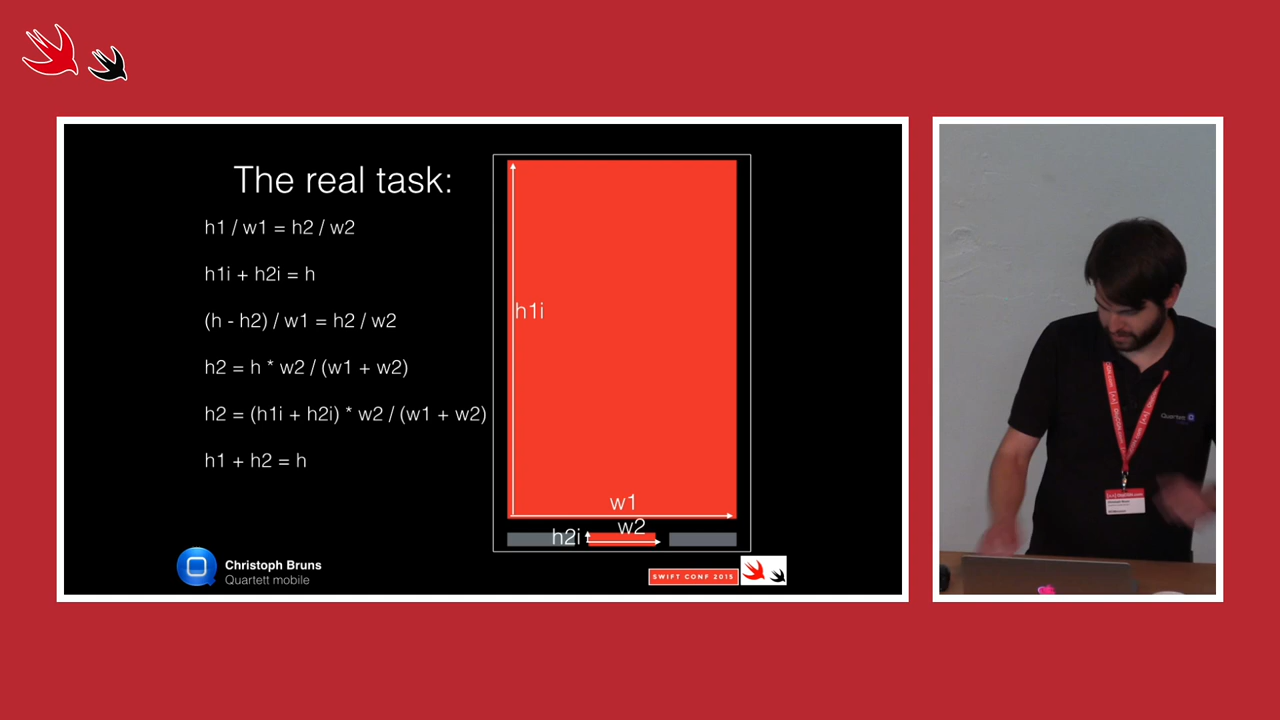 The real task:
h1 / w1 = h2 / w2
h1i + h2i = h
(h - h2) / w1 = h2 / w2
h2 = h * w2 / (w1 + w2)
h2 = (h1i + h2i) * w2 / (w1 + w2)
h1 + h2 = h
h1i
w1
w2
h2i
Christoph Bruns
Quartett mobile
SWIFT CONF 2015